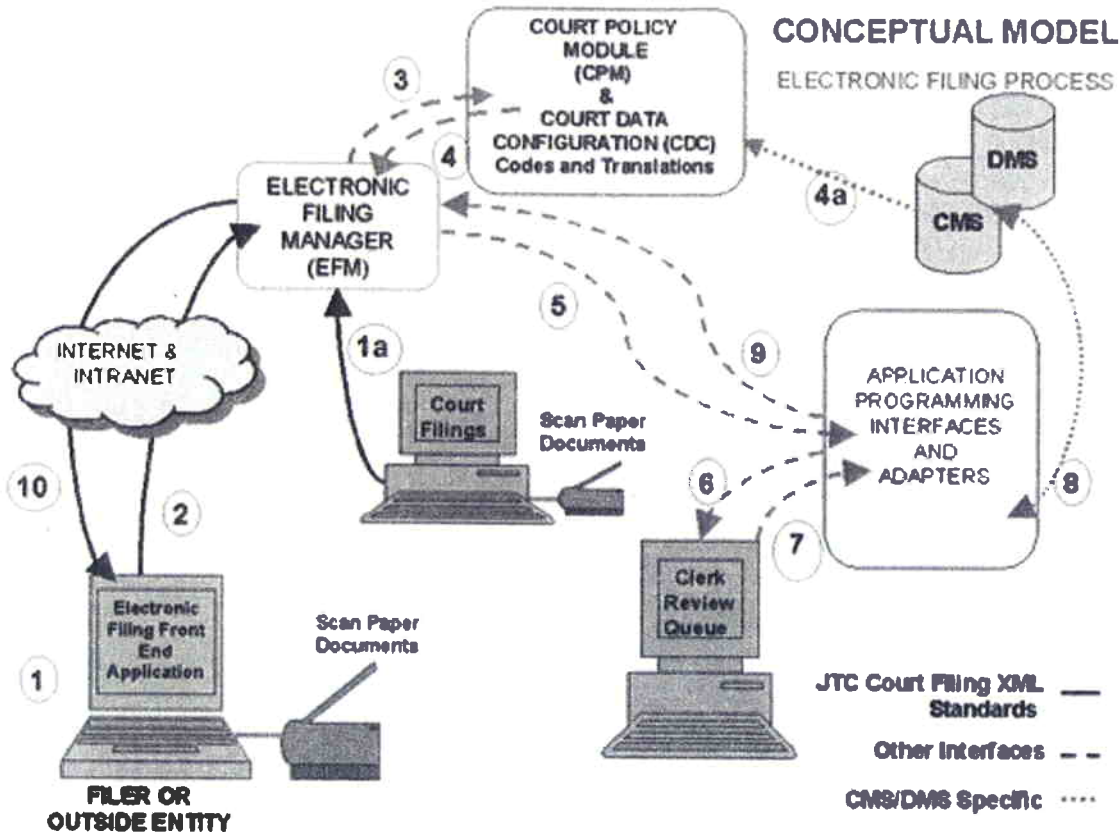 CONCEPTUAL MODEL
ELECTRONIC FILING PROCESS
COURT POLICY
MODULE
(CPM)
&
COURT DATA
CONFIGURATION (CDC)
Codes and Translations
3
4
4a
DMS
CMS
ELECTRONIC
FILING
MANAGER
(EFM)
5
9
1a
INTERNET &
INTRANET
Court
Filings
Scan Paper
Documents
APPLICATION
PROGRAMMING
INTERFACES
AND
ADAPTERS
10
2
6
7
8
Clerk
Review
Queue
Electronic
Filing Front
End
Application
Scan Paper
Documents
1
FILER OR
OUTSIDE ENTITY
JTC Court Filing XML
Standards
Other Interfaces
CMS/DMS Specific